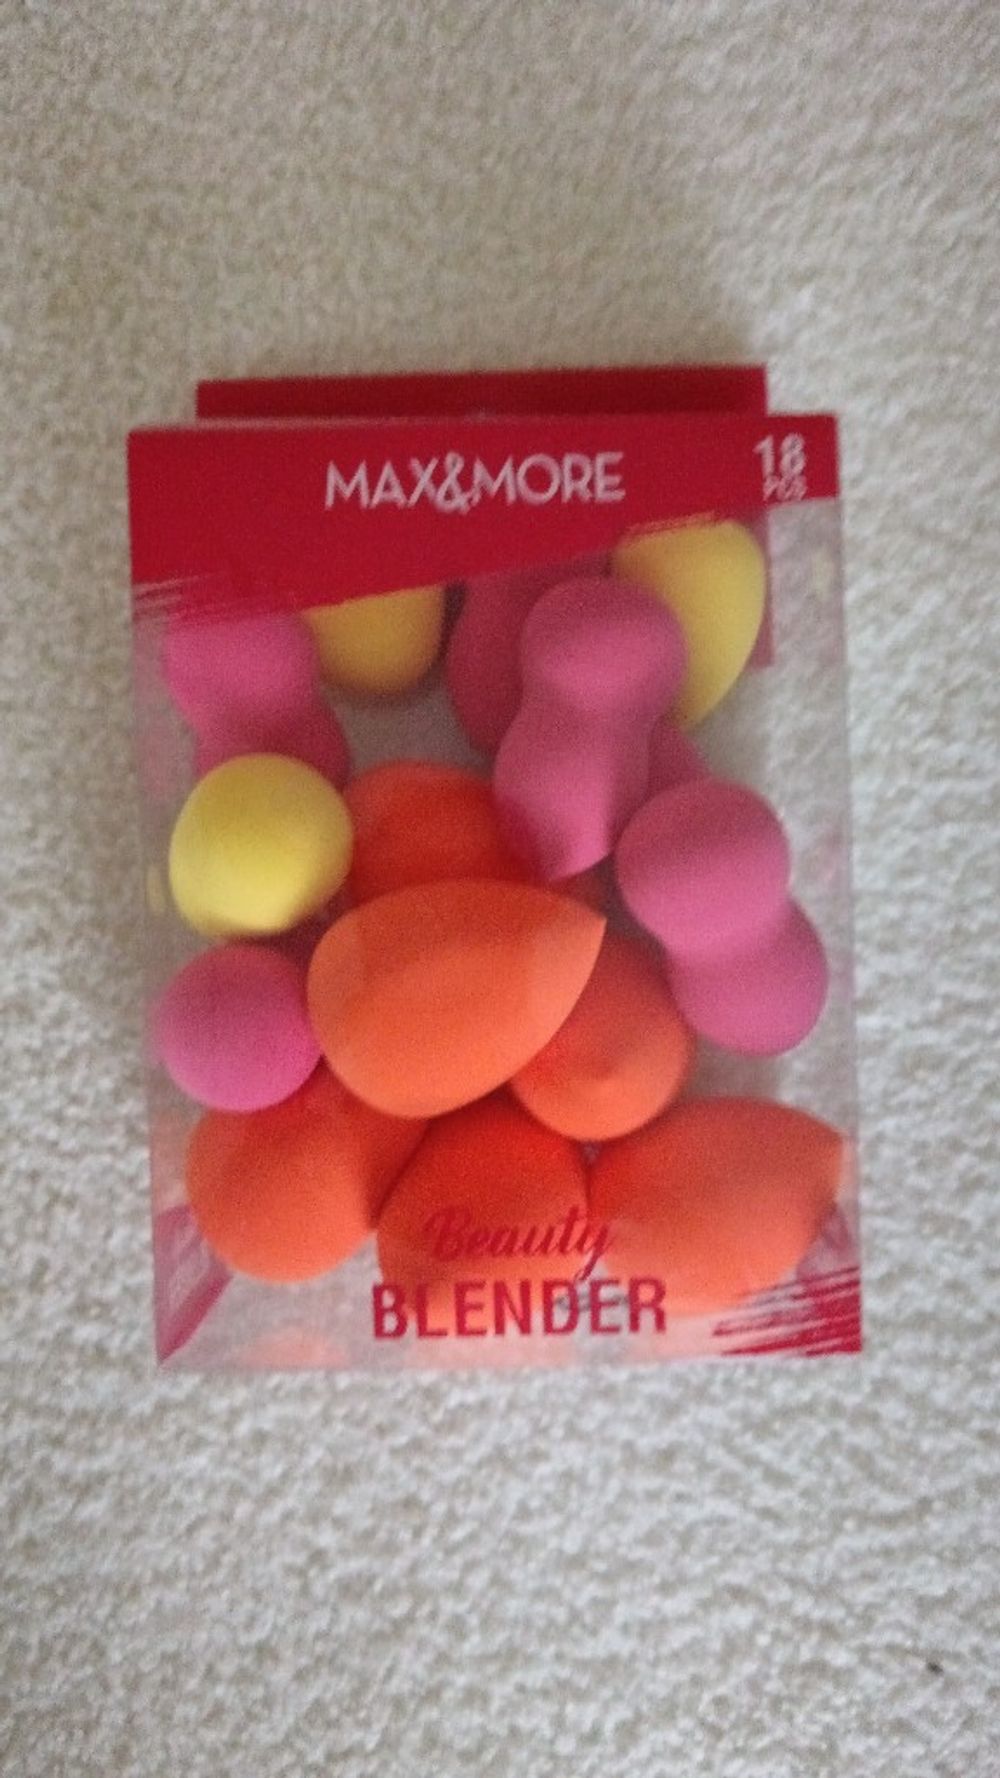 MAX&MORE
18
PCS
Beauty
BLENDER